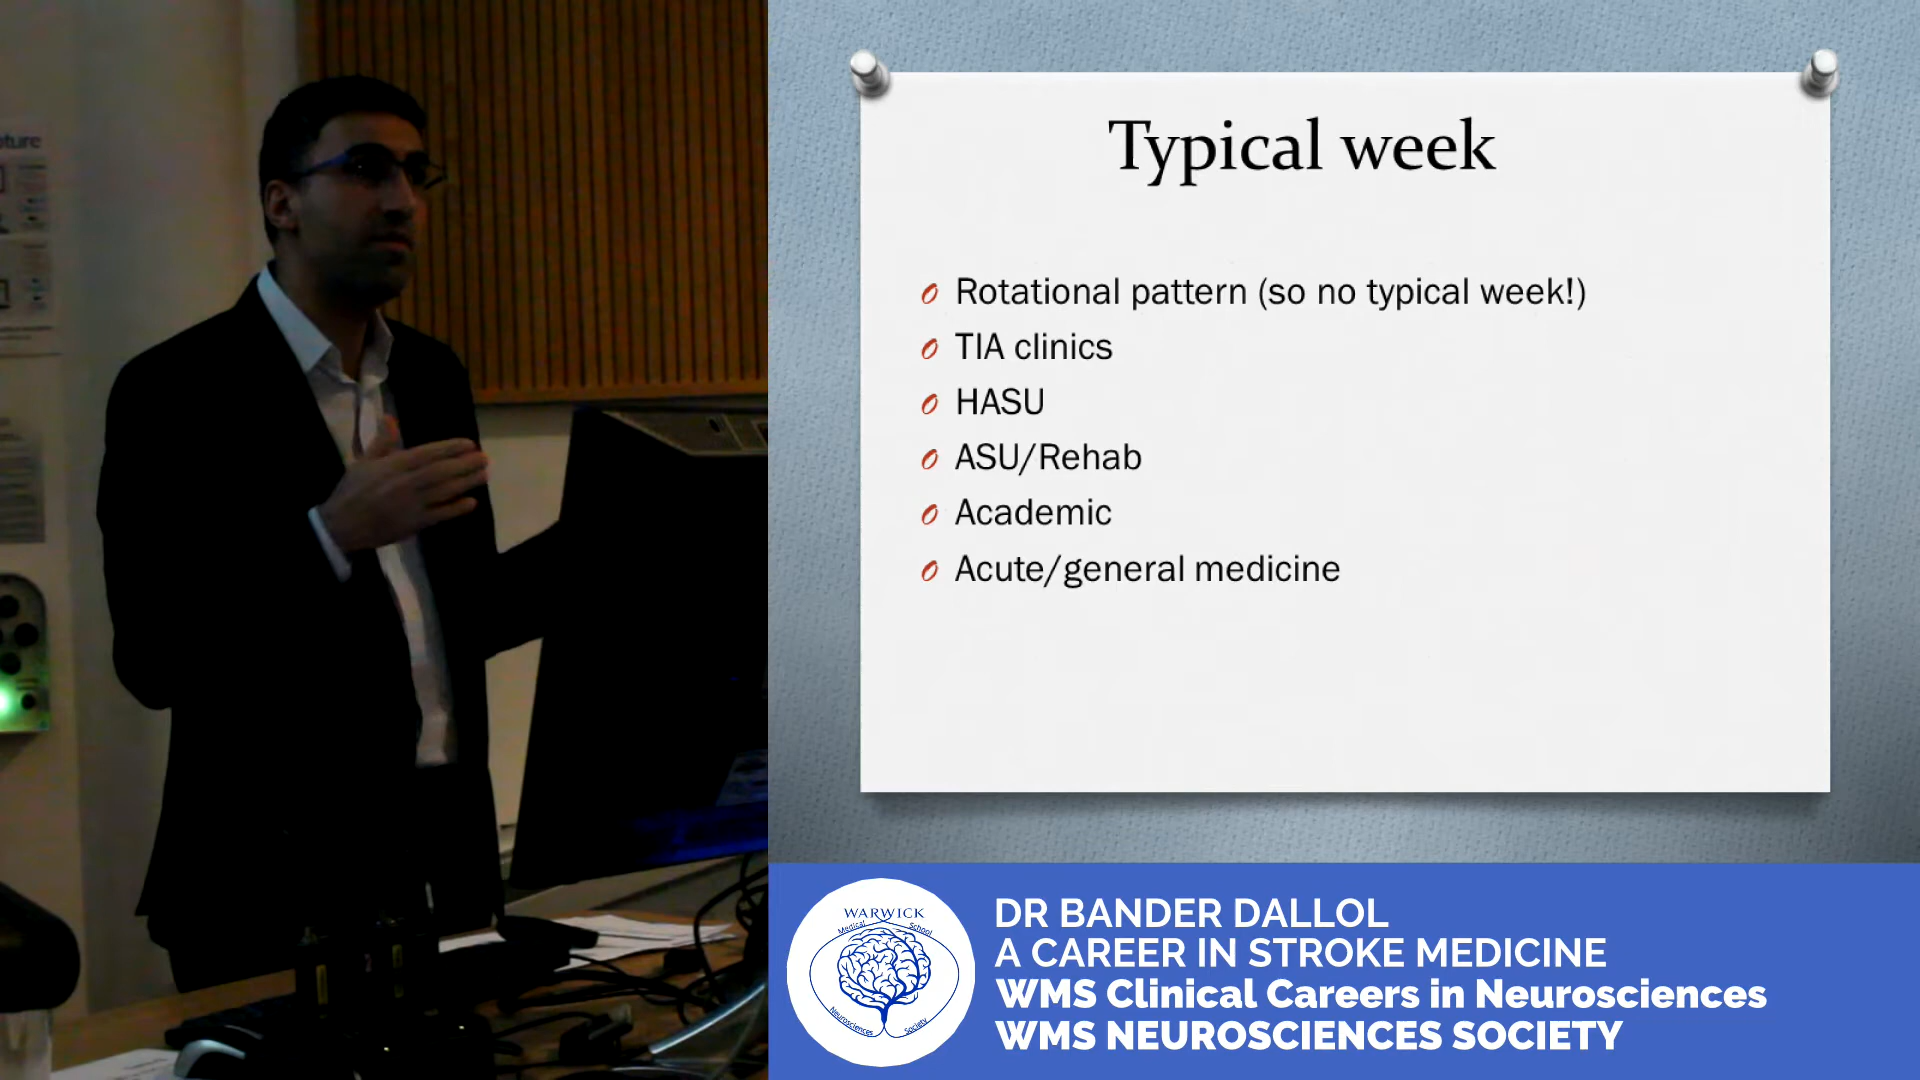 pture
Typical week
Rotational pattern (so no typical week!)
TIA clinics
HASU
ASU/Rehab
Academic
Acute/general medicine
WARWICK
Medical School
Neurosciences Society
DR BANDER DALLOL
A CAREER IN STROKE MEDICINE
WMS Clinical Careers in Neurosciences
WMS NEUROSCIENCES SOCIETY